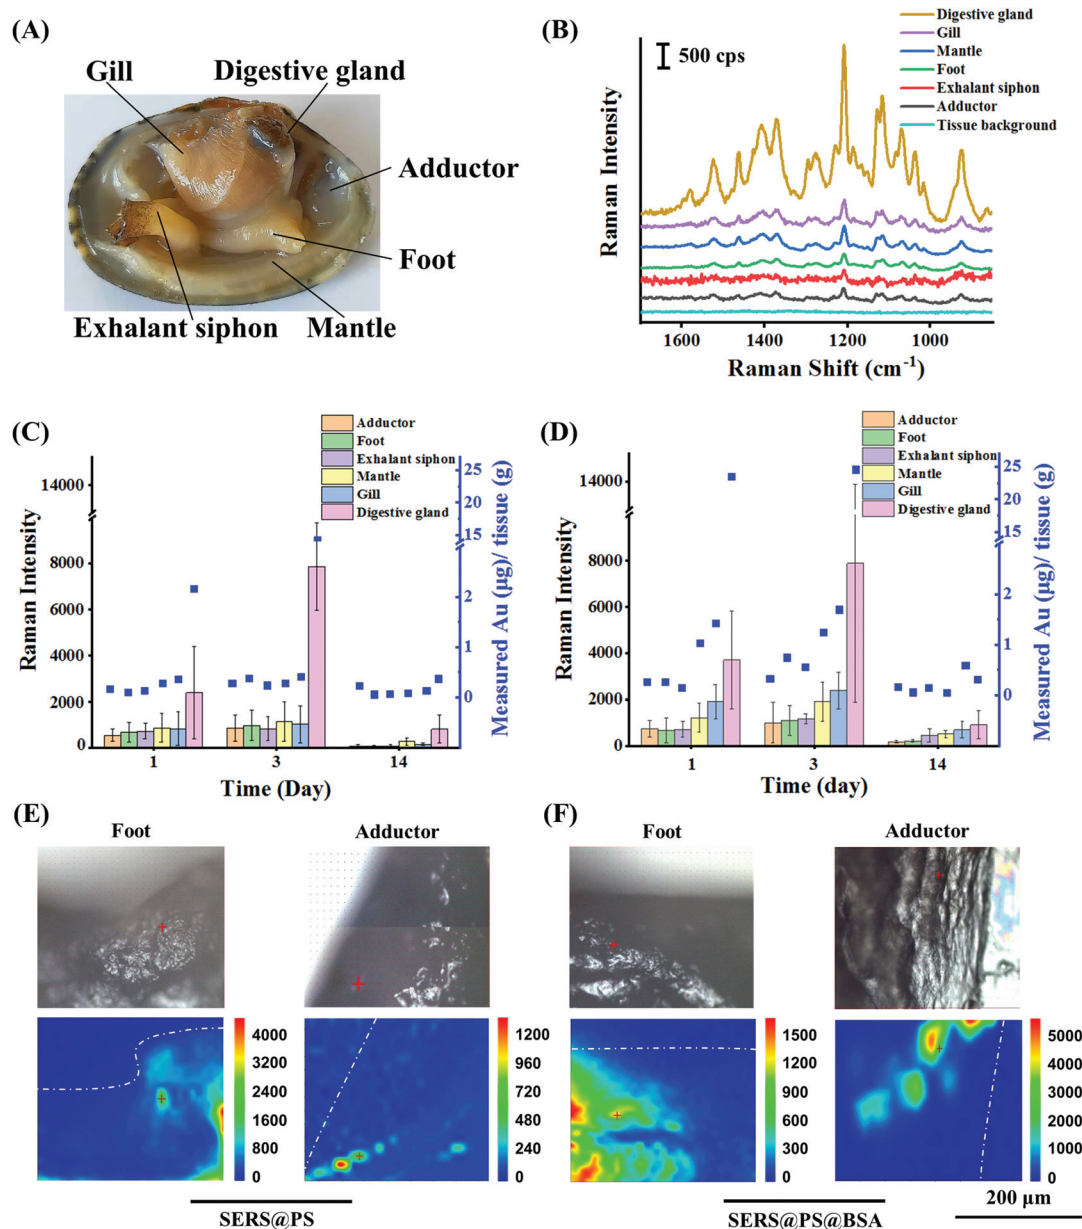 (A)
Gill
Digestive gland
Adductor
Foot
Exhalant siphon
Mantle
(B)
500 cps
Digestive gland
Gill
Mantle
Foot
Exhalant siphon
Adductor
Tissue background
Raman Intensity
1600
1400
1200
1000
Raman Shift (cm⁻¹)
(C)
Adductor
Foot
Exhalant siphon
Mantle
Gill
Digestive gland
Raman Intensity
14000
8000
6000
4000
2000
0
25
20
15
2
1
0
Measured Au (µg)/ tissue (g)
1
3
14
Time (Day)
(D)
Adductor
Foot
Exhalant siphon
Mantle
Gill
Digestive gland
Raman Intensity
14000
8000
6000
4000
2000
0
25
20
15
2
1
0
Measured Au (µg)/ tissue (g)
1
3
14
Time (day)
(E)
Foot
Adductor
4000
3200
2400
1600
800
0
1200
960
720
480
240
0
SERS@PS
(F)
Foot
Adductor
1500
1200
900
600
300
0
5000
4000
3000
2000
1000
0
SERS@PS@BSA
200 µm